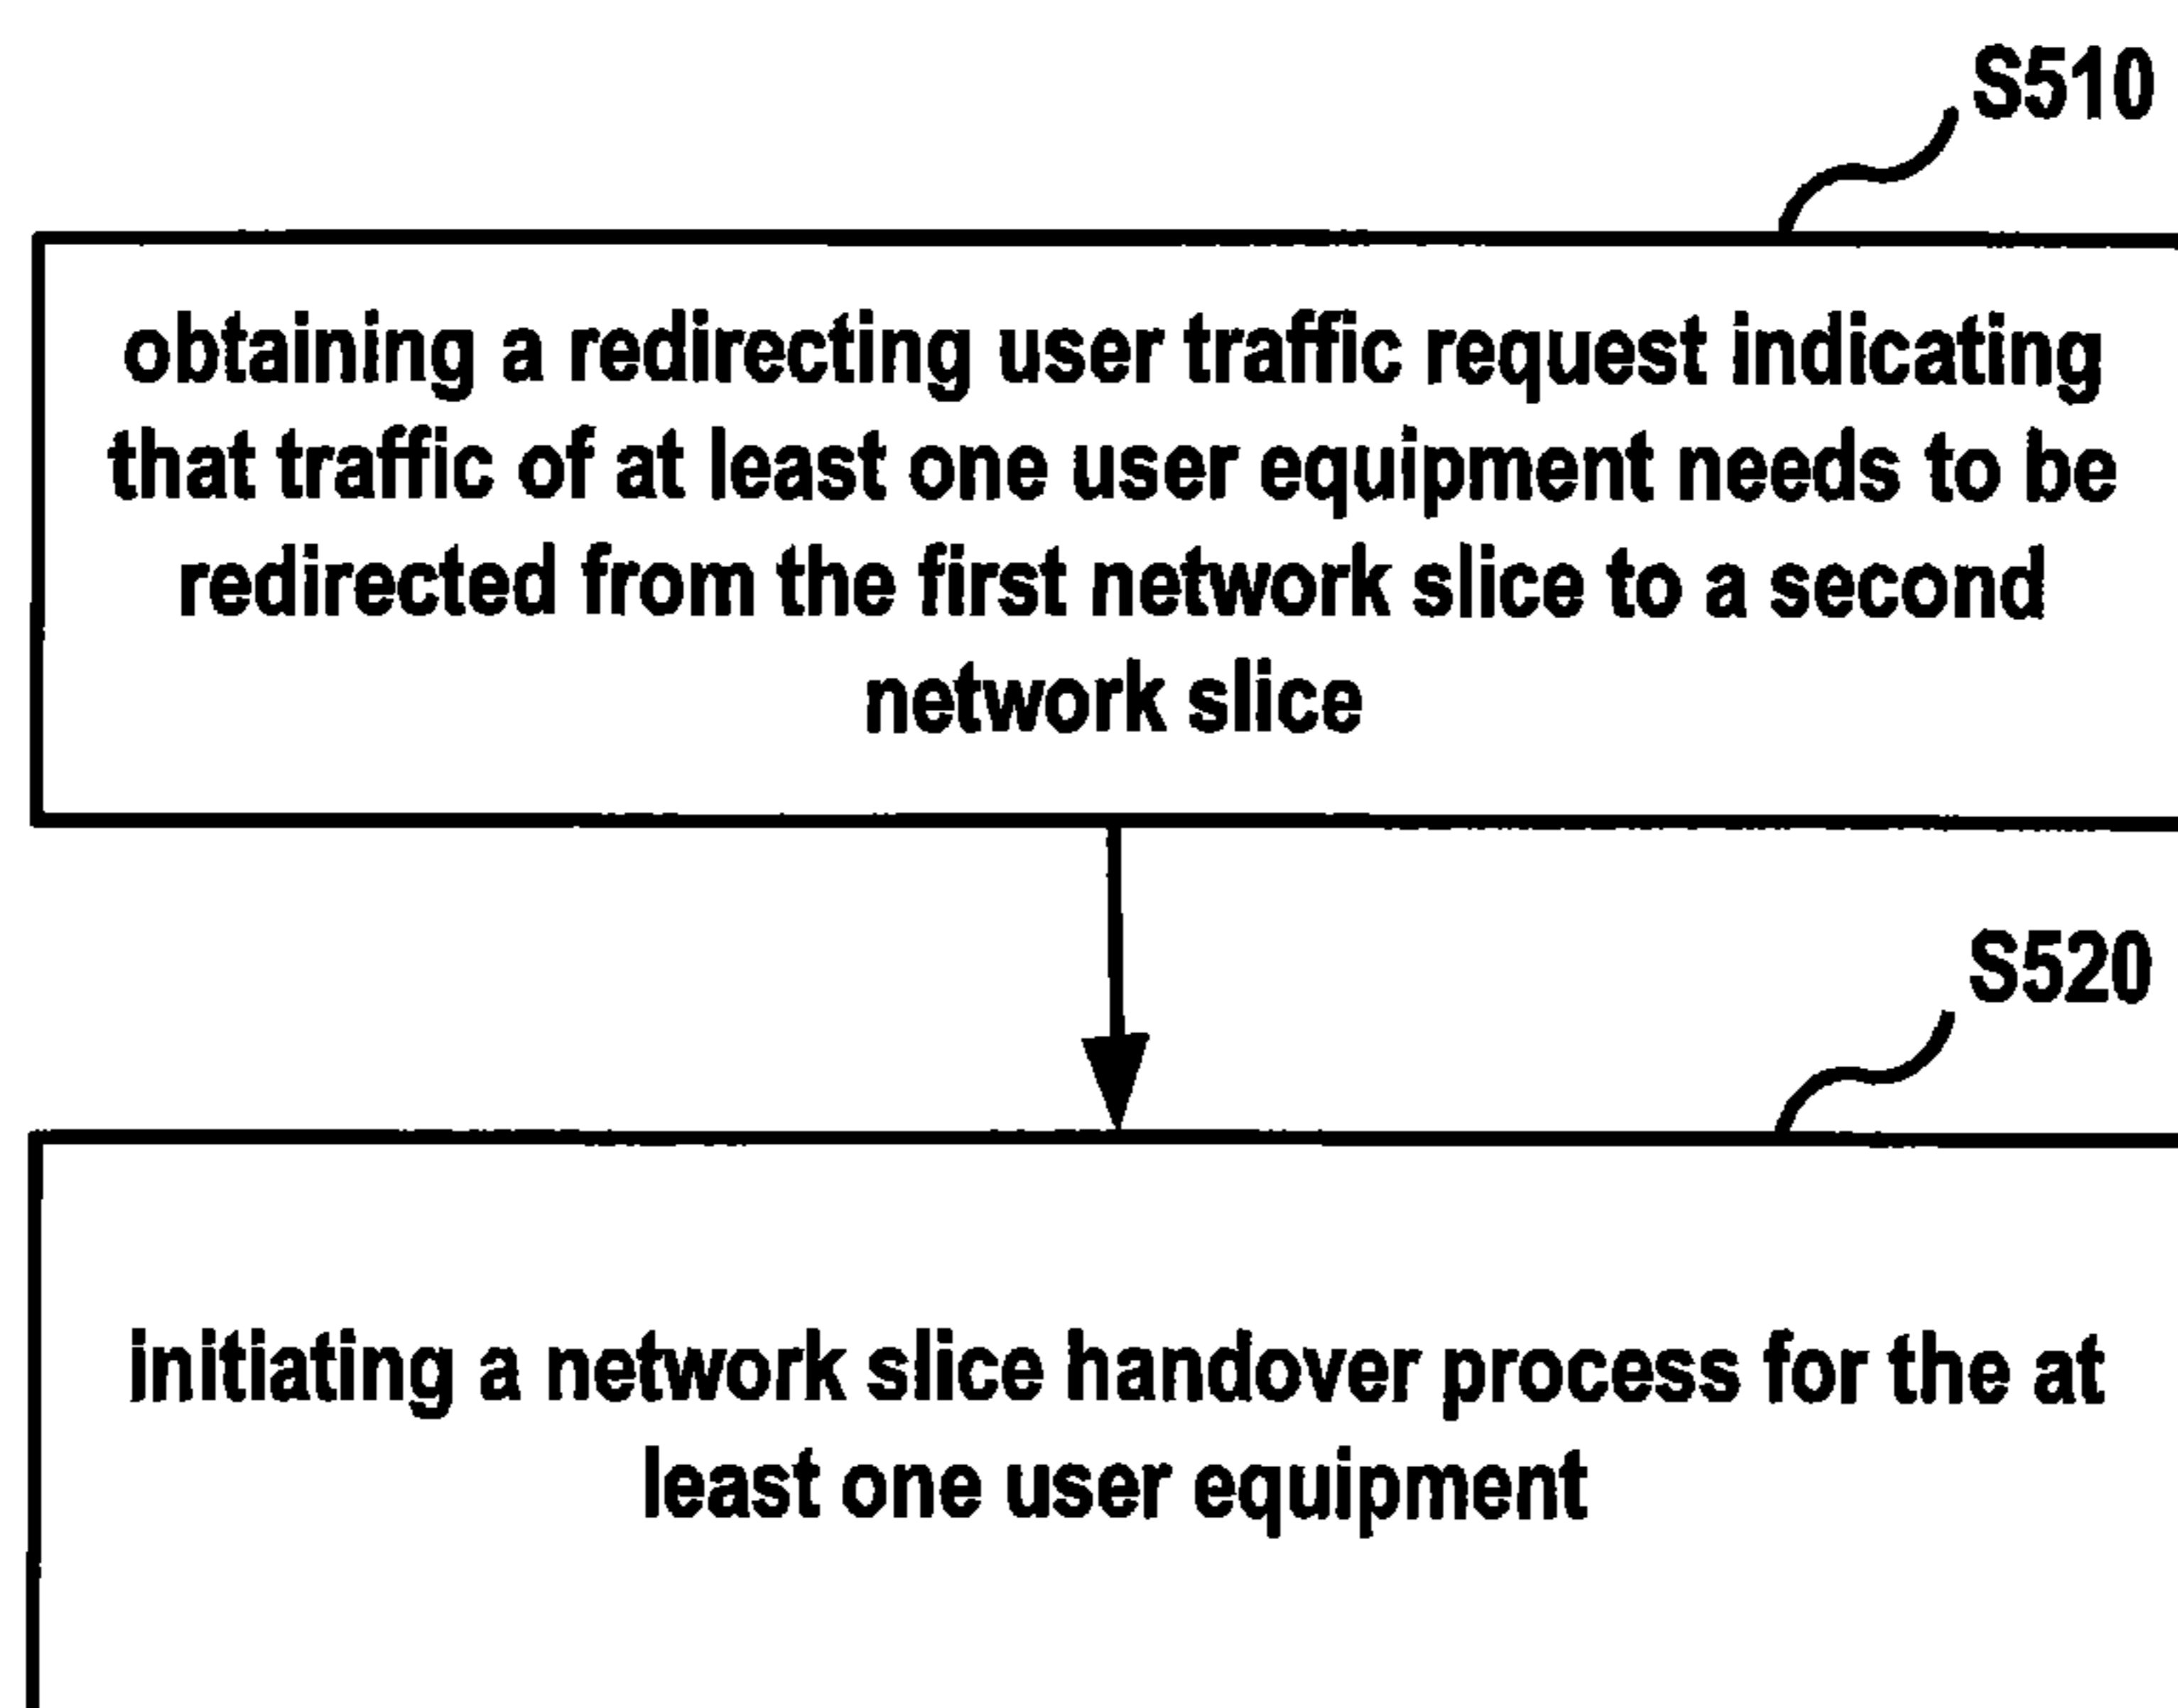 S510
obtaining a redirecting user traffic request indicating
that traffic of at least one user equipment needs to be
redirected from the first network slice to a second
network slice
S520
initiating a network slice handover process for the at
least one user equipment